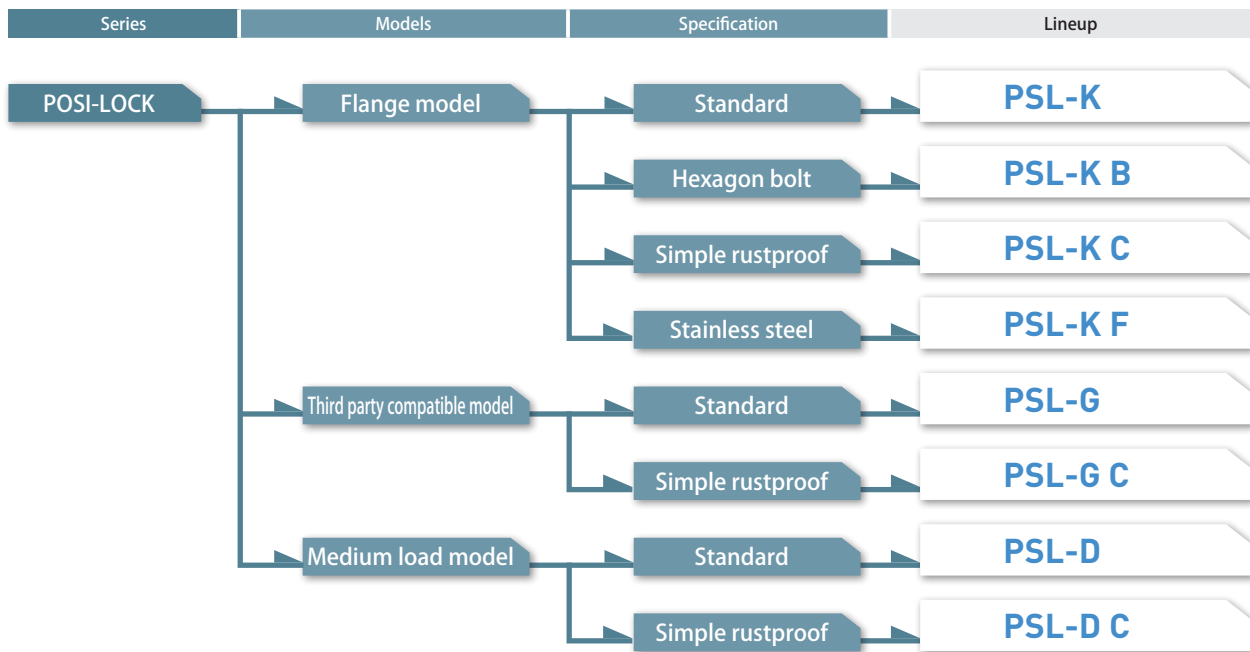 Series Models Specification Lineup
POSI-LOCK Flange model Standard PSL-K
Hexagon bolt PSL-K B
Simple rustproof PSL-K C
Stainless steel PSL-K F
Third party compatible model Standard PSL-G
Simple rustproof PSL-G C
Medium load model Standard PSL-D
Simple rustproof PSL-D C